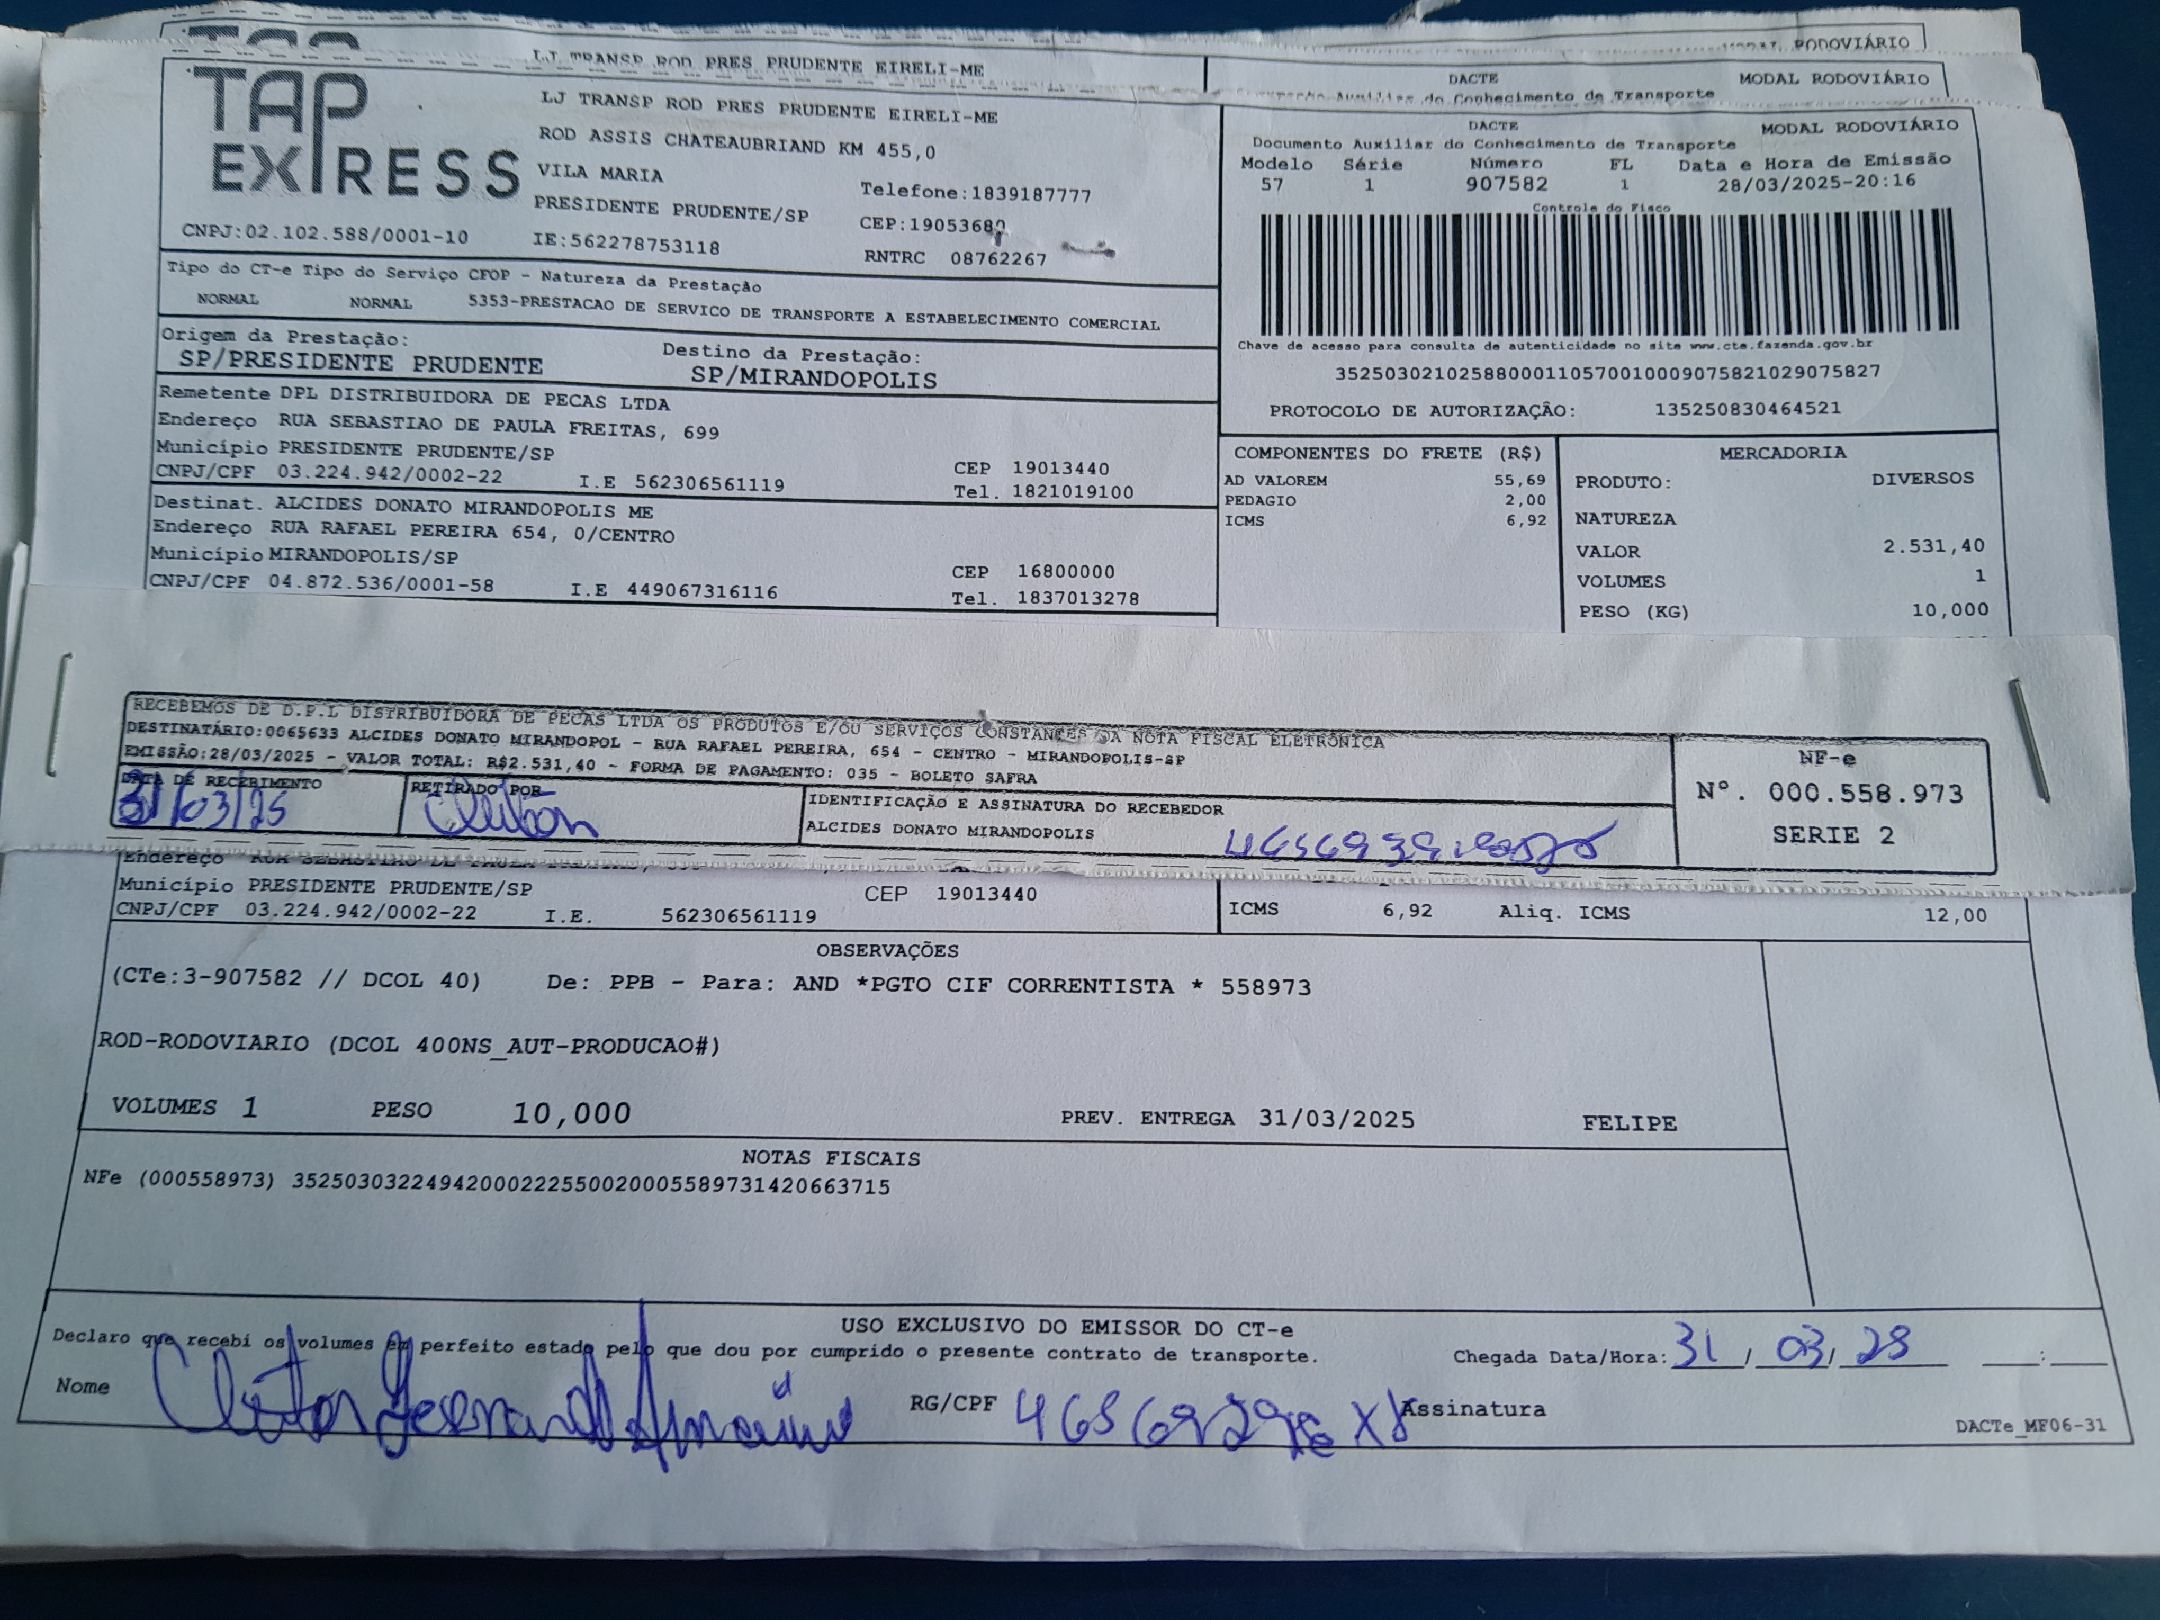 MODAL RODOVIÁRIO
LJ TRANSP ROD PRES PRUDENTE EIRELI-ME
DACTE MODAL RODOVIÁRIO
Auxiliar do Conhecimento de Transporte
TAP EXPRESS
LJ TRANSP ROD PRES PRUDENTE EIRELI-ME
ROD ASSIS CHATEAUBRIAND KM 455,0
VILA MARIA
Telefone:1839187777
PRESIDENTE PRUDENTE/SP
CEP:19053680
CNPJ:02.102.588/0001-10 IE:562278753118
RNTRC 08762267
DACTE MODAL RODOVIÁRIO
Documento Auxiliar do Conhecimento de Transporte
Modelo Série Número FL Data e Hora de Emissão
57 1 907582 1 28/03/2025-20:16
Controle do Fisco
Chave de acesso para consulta de autenticidade no site www.cte.fazenda.gov.br
35250302102588000110570010009075821029075827
PROTOCOLO DE AUTORIZAÇÃO: 135250830464521
Tipo do CT-e Tipo do Serviço CFOP - Natureza da Prestação
NORMAL NORMAL 5353-PRESTACAO DE SERVICO DE TRANSPORTE A ESTABELECIMENTO COMERCIAL
Origem da Prestação: Destino da Prestação:
SP/PRESIDENTE PRUDENTE SP/MIRANDOPOLIS
Remetente DPL DISTRIBUIDORA DE PECAS LTDA
Endereço RUA SEBASTIAO DE PAULA FREITAS, 699
Município PRESIDENTE PRUDENTE/SP CEP 19013440
CNPJ/CPF 03.224.942/0002-22 I.E 562306561119 Tel. 1821019100
Destinat. ALCIDES DONATO MIRANDOPOLIS ME
Endereço RUA RAFAEL PEREIRA 654, 0/CENTRO
Município MIRANDOPOLIS/SP CEP 16800000
CNPJ/CPF 04.872.536/0001-58 I.E 449067316116 Tel. 1837013278
COMPONENTES DO FRETE (R$)
AD VALOREM 55,69
PEDAGIO 2,00
ICMS 6,92
MERCADORIA
PRODUTO: DIVERSOS
NATUREZA
VALOR 2.531,40
VOLUMES 1
PESO (KG) 10,000
RECEBEMOS DE D.P.L DISTRIBUIDORA DE PECAS LTDA OS PRODUTOS E/OU SERVIÇOS CONSTANTES DA NOTA FISCAL ELETRÔNICA
DESTINATÁRIO:0065633 ALCIDES DONATO MIRANDOPOL - RUA RAFAEL PEREIRA, 654 - CENTRO - MIRANDOPOLIS-SP
EMISSÃO:28/03/2025 - VALOR TOTAL: R$2.531,40 - FORMA DE PAGAMENTO: 035 - BOLETO SAFRA
DATA DE RECEBIMENTO RETIRADO POR IDENTIFICAÇÃO E ASSINATURA DO RECEBEDOR
31/03/25 Cleiton ALCIDES DONATO MIRANDOPOLIS
NF-e
Nº. 000.558.973
SERIE 2
Endereço RUA SEBASTIAO DE PAULA FREITAS,
Município PRESIDENTE PRUDENTE/SP CEP 19013440
CNPJ/CPF 03.224.942/0002-22 I.E. 562306561119
ICMS 6,92 Aliq. ICMS 12,00
OBSERVAÇÕES
(CTe:3-907582 // DCOL 40) De: PPB - Para: AND *PGTO CIF CORRENTISTA * 558973
ROD-RODOVIARIO (DCOL 400NS_AUT-PRODUCAO#)
VOLUMES 1 PESO 10,000 PREV. ENTREGA 31/03/2025 FELIPE
NOTAS FISCAIS
NFe (000558973) 35250303224942000222550020005589731420663715
USO EXCLUSIVO DO EMISSOR DO CT-e
Declaro que recebi os volumes em perfeito estado pelo que dou por cumprido o presente contrato de transporte. Chegada Data/Hora: 31 / 03 / 25 __:__
Nome Cleiton RG/CPF Assinatura
DACTe_MF06-31